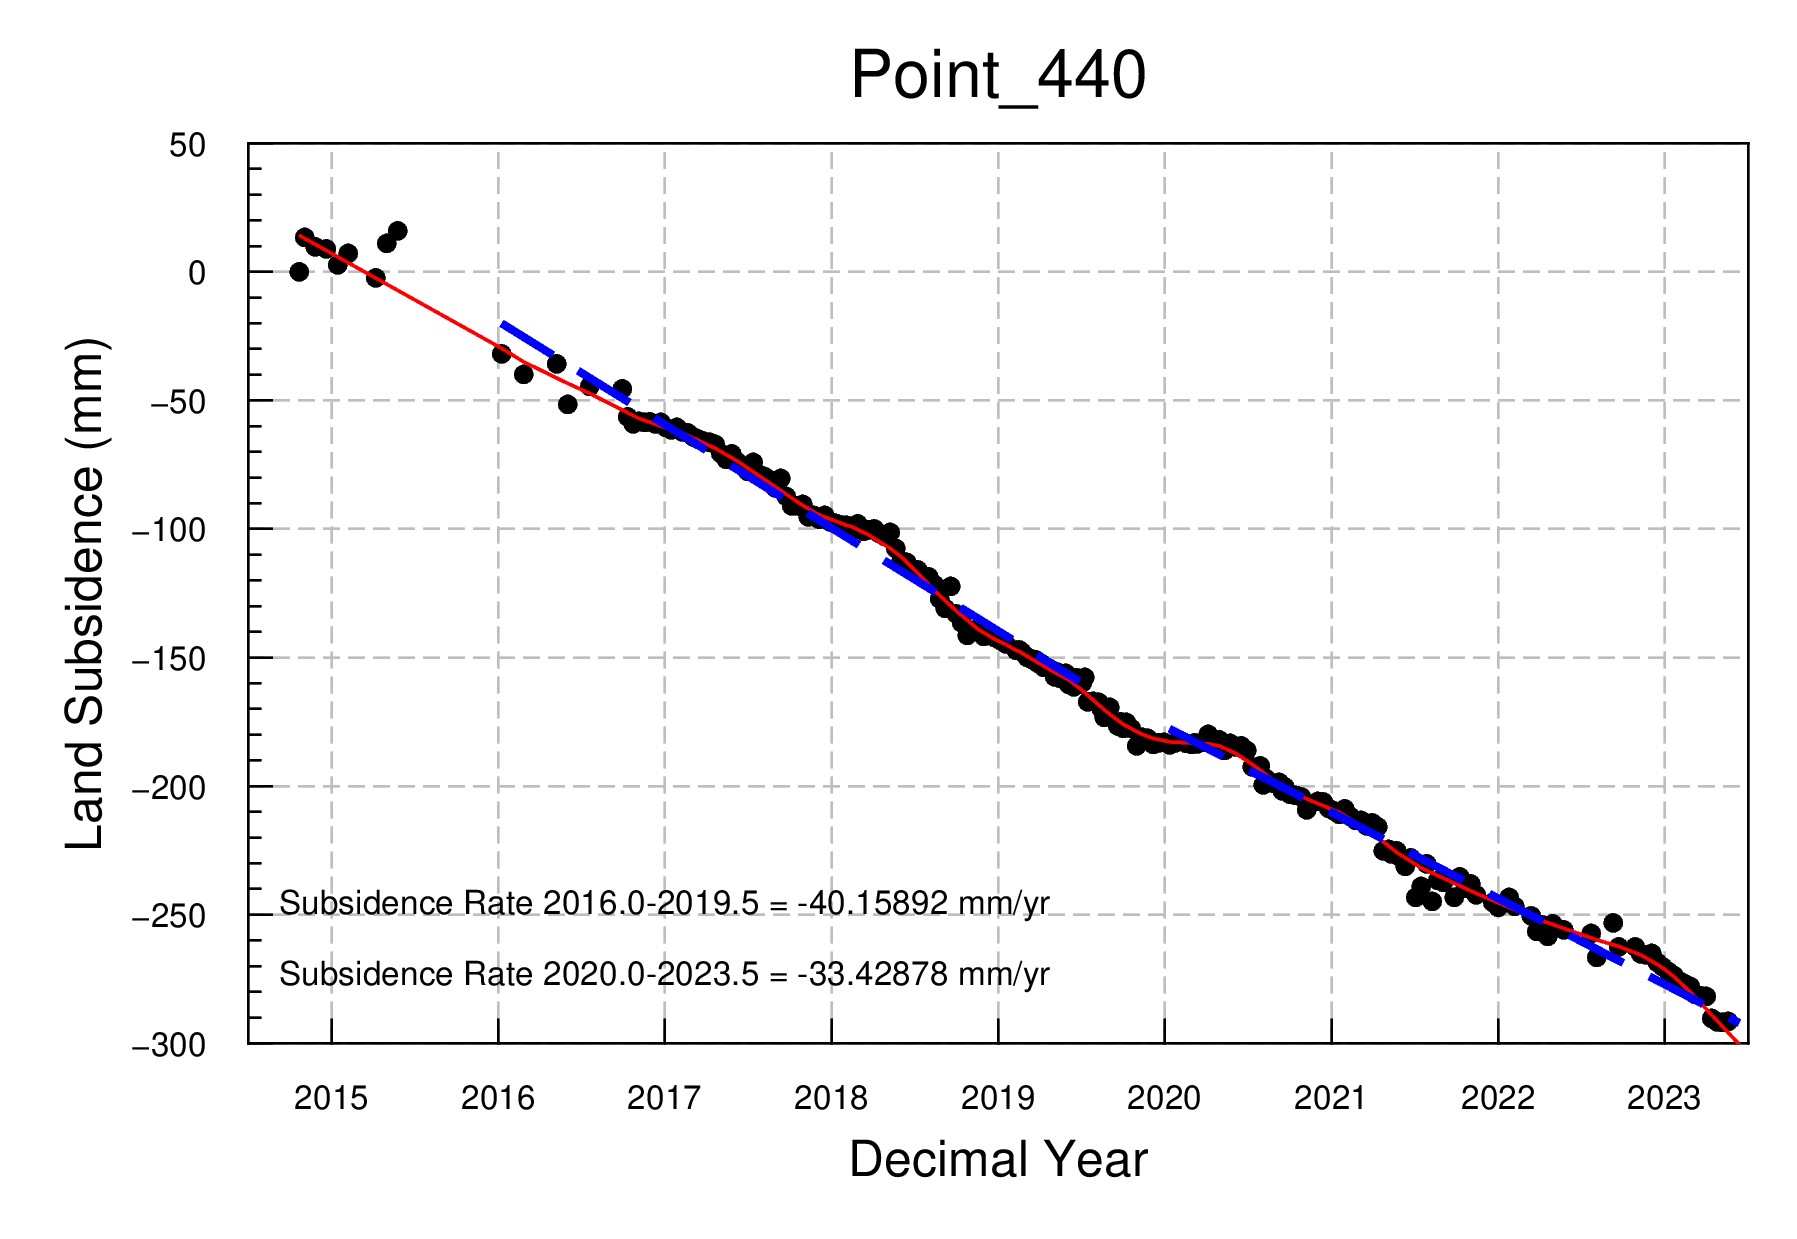 Point_440
50
0
−50
−100
−150
−200
−250
−300
Land Subsidence (mm)
Subsidence Rate 2016.0-2019.5 = -40.15892 mm/yr
Subsidence Rate 2020.0-2023.5 = -33.42878 mm/yr
2015 2016 2017 2018 2019 2020 2021 2022 2023
Decimal Year